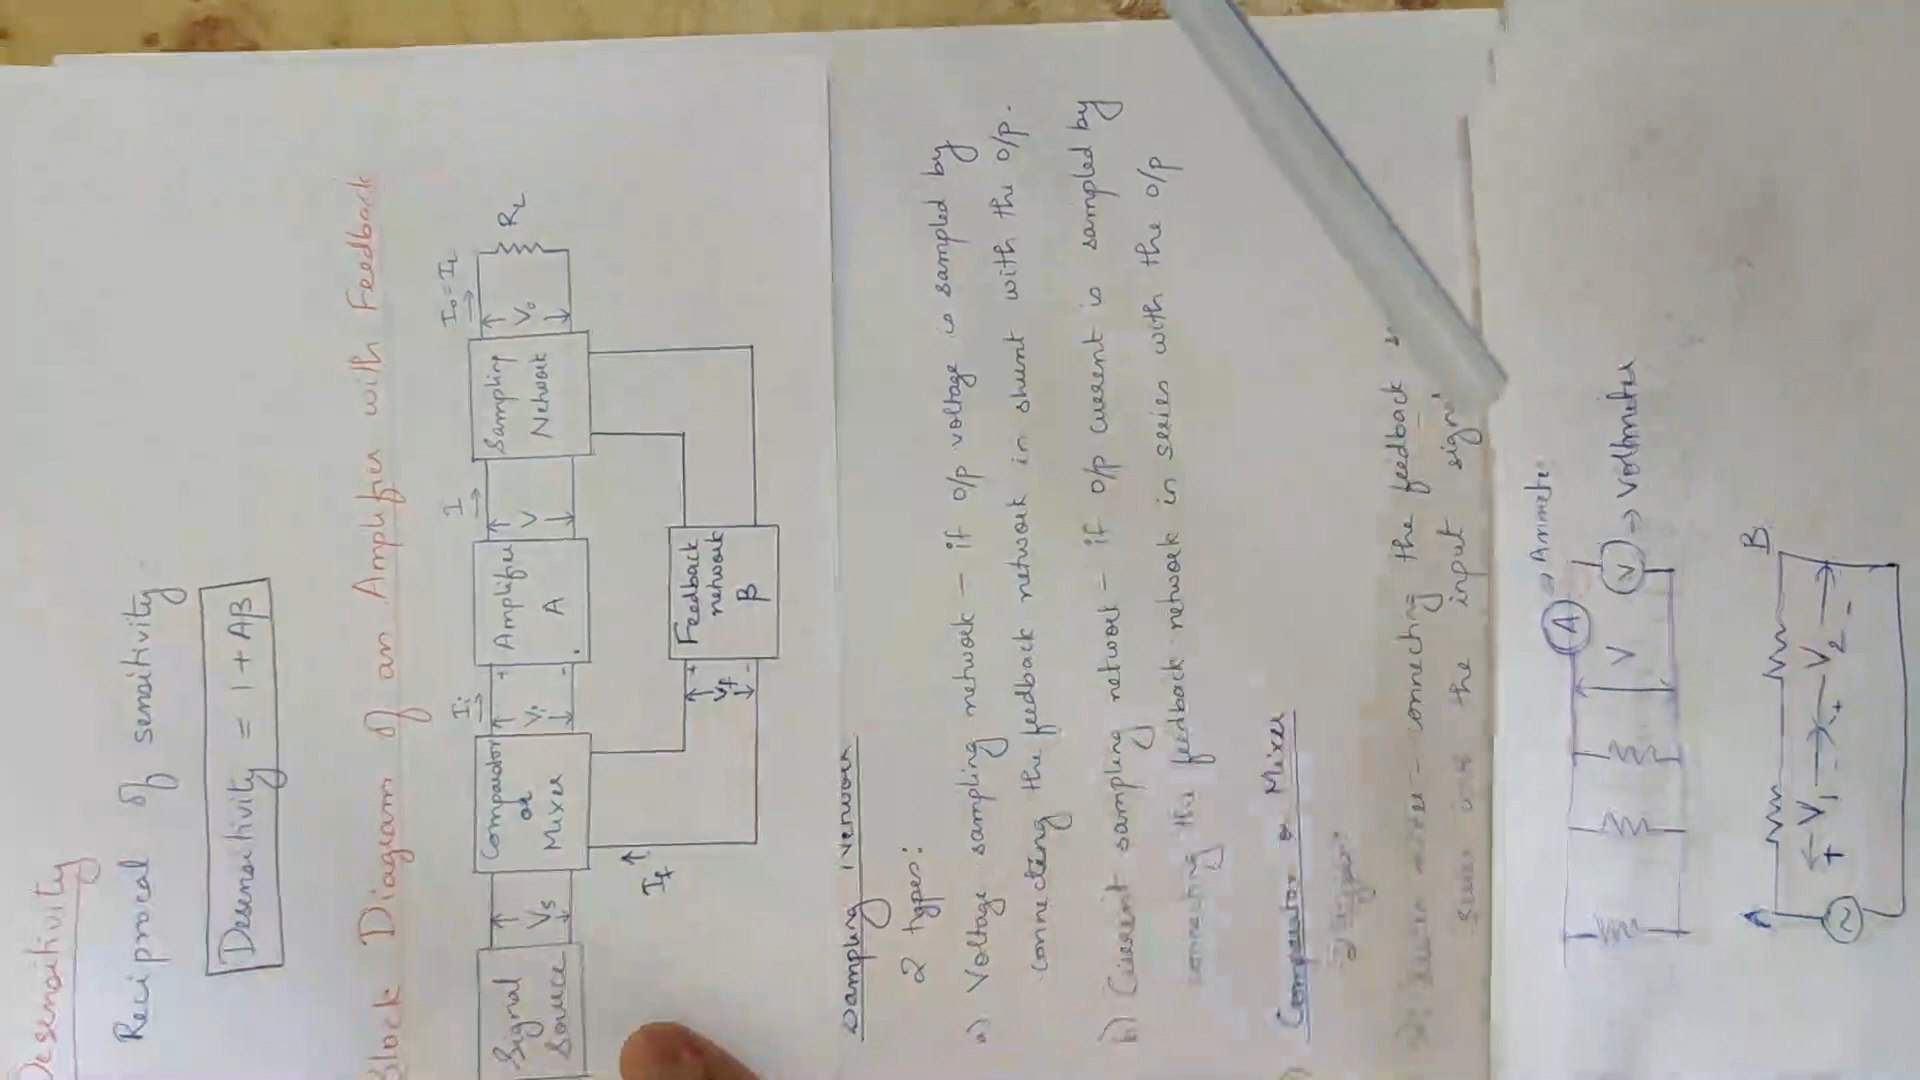 Desensitivity
Reciprocal of sensitivity
Desensitivity = 1 + Aβ
Block Diagram of an Amplifier with Feedback
Signal Source
Vs
Comparator or Mixer
Ii
Vi
+
-
Amplifier A
I
V
Sampling Network
Io = IL
Vo
RL
If
Vf
+
-
Feedback network β
Sampling Network
2 types:
a) Voltage sampling network - if o/p voltage is sampled by
connecting the feedback network in shunt with the o/p.
b) Current sampling network - if o/p current is sampled by
connecting the feedback network in series with the o/p
Comparator or Mixer
connecting the feedback
series with the input
A
V
V → voltmeter
B
+ V1 -
+ V2 -